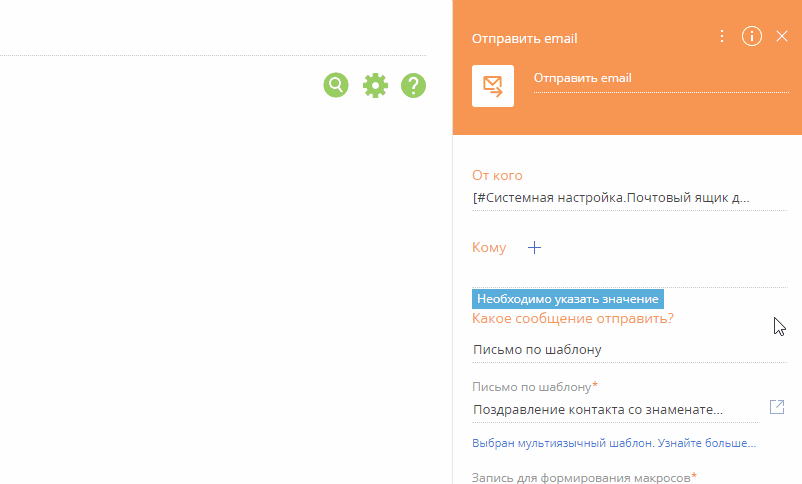 Отправить email
Отправить email
От кого
[#Системная настройка.Почтовый ящик д...
Кому
Необходимо указать значение
Какое сообщение отправить?
Письмо по шаблону
Письмо по шаблону*
Поздравление контакта со знаменате...
Выбран мультиязычный шаблон. Узнайте больше...
Запись для формирования макросов*